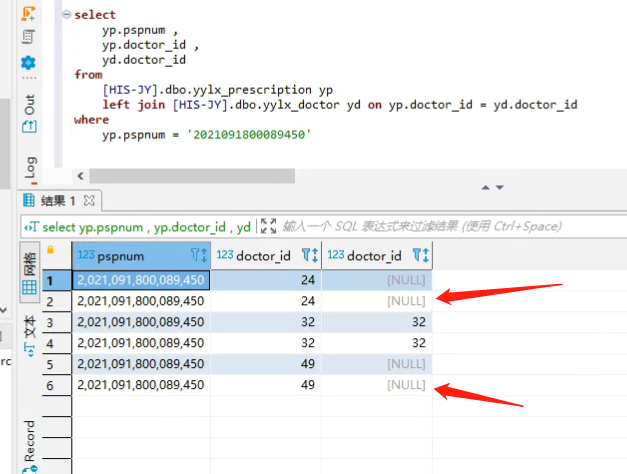 select
yp.pspnum ,
yp.doctor_id ,
yd.doctor_id
from
[HIS-JY].dbo.yylx_prescription yp
left join [HIS-JY].dbo.yylx_doctor yd on yp.doctor_id = yd.doctor_id
where
yp.pspnum = '2021091800089450'
Out
Log
结果 1
select yp.pspnum , yp.doctor_id , yd
输入一个 SQL 表达式来过滤结果 (使用 Ctrl+Space)
网格
文本
Record
rc
123 pspnum 123 doctor_id 123 doctor_id
1 2,021,091,800,089,450 24 [NULL]
2 2,021,091,800,089,450 24 [NULL]
3 2,021,091,800,089,450 32 32
4 2,021,091,800,089,450 32 32
5 2,021,091,800,089,450 49 [NULL]
6 2,021,091,800,089,450 49 [NULL]